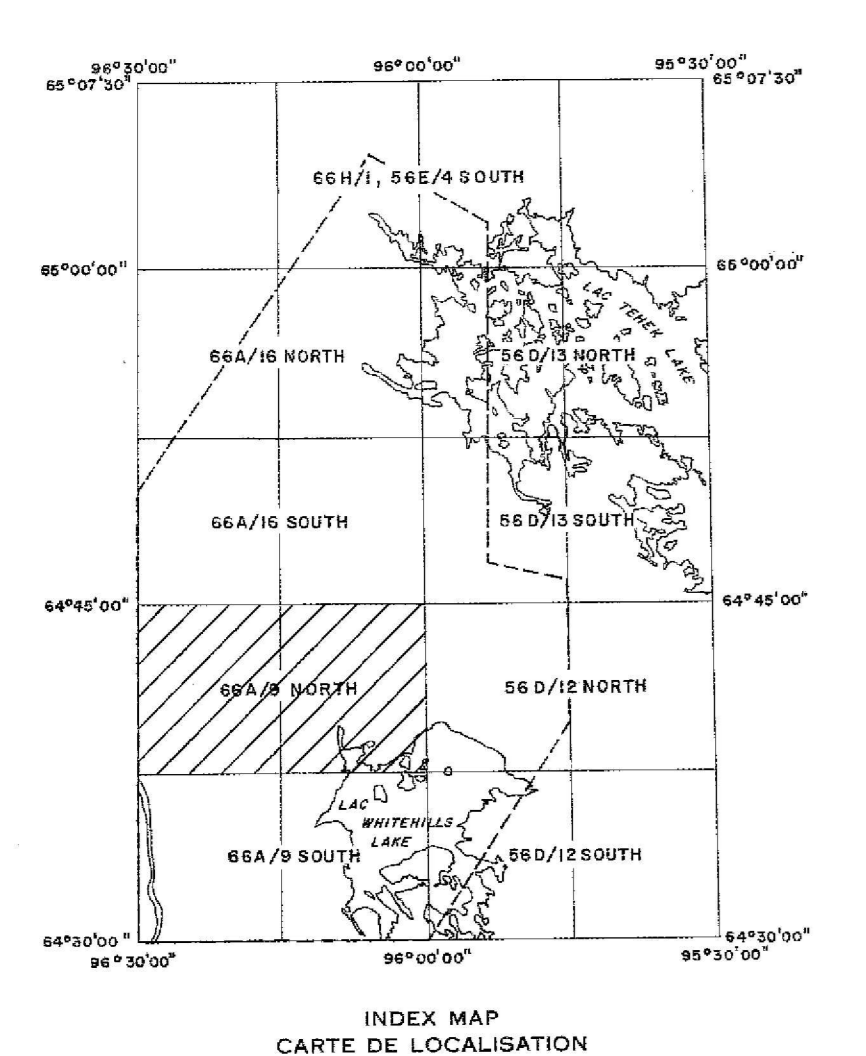 96°30'00" 96°00'00" 95°30'00"
65°07'30" 65°07'30"
66H/1, 56E/4 SOUTH
65°00'00" 65°00'00"
LAC TEHEK LAKE
66A/16 NORTH 56D/13 NORTH
66A/16 SOUTH 56D/13 SOUTH
64°45'00" 64°45'00"
66A/9 NORTH 56D/12 NORTH
LAC
WHITEHILLS
LAKE
66A/9 SOUTH 56D/12 SOUTH
64°30'00" 64°30'00"
96°30'00" 96°00'00" 95°30'00"
INDEX MAP
CARTE DE LOCALISATION